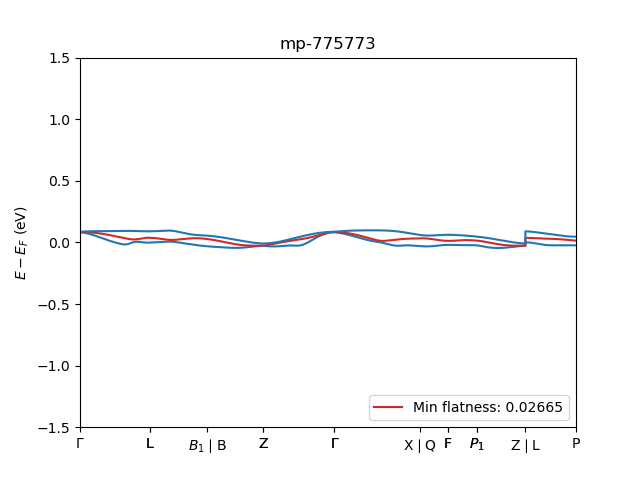 mp-775773
1.5
1.0
0.5
0.0
−0.5
−1.0
−1.5
E − E_F (eV)
Min flatness: 0.02665
Γ L B₁ | B Z Γ X | Q F P₁ Z | L P